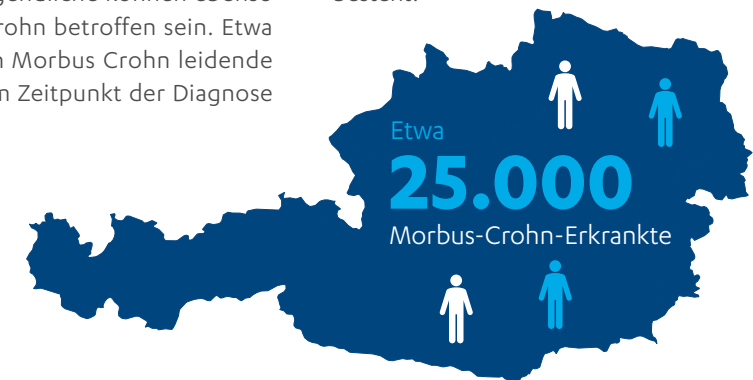 rohn betroffen sein. Etwa
Morbus Crohn leidende
Zeitpunkt der Diagnose
Etwa
25.000
Morbus-Crohn-Erkrankte